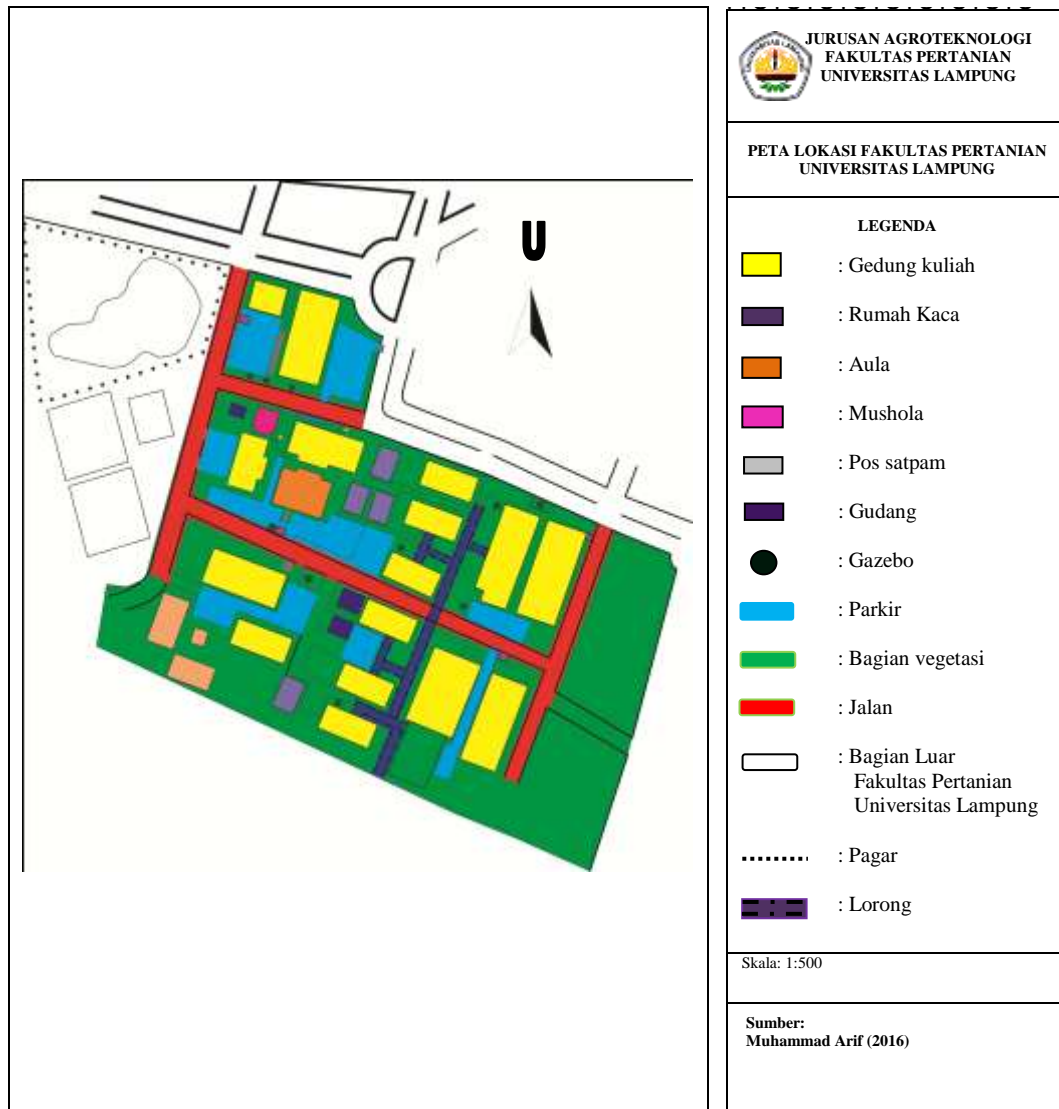 U
JURUSAN AGROTEKNOLOGI
FAKULTAS PERTANIAN
UNIVERSITAS LAMPUNG
PETA LOKASI FAKULTAS PERTANIAN
UNIVERSITAS LAMPUNG
LEGENDA
: Gedung kuliah
: Rumah Kaca
: Aula
: Mushola
: Pos satpam
: Gudang
: Gazebo
: Parkir
: Bagian vegetasi
: Jalan
: Bagian Luar
Fakultas Pertanian
Universitas Lampung
: Pagar
: Lorong
Skala: 1:500
Sumber:
Muhammad Arif (2016)